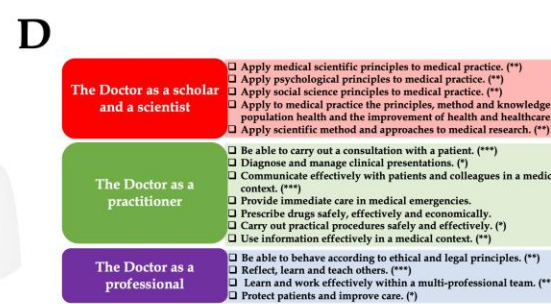 D
The Doctor as a scholar
and a scientist
❑ Apply medical scientific principles to medical practice. (**)
❑ Apply psychological principles to medical practice. (**)
❑ Apply social science principles to medical practice. (**)
❑ Apply to medical practice the principles, method and knowledge
population health and the improvement of health and healthcare
❑ Apply scientific method and approaches to medical research. (**)
The Doctor as a
practitioner
❑ Be able to carry out a consultation with a patient. (***)
❑ Diagnose and manage clinical presentations. (*)
❑ Communicate effectively with patients and colleagues in a medic
context. (***)
❑ Provide immediate care in medical emergencies.
❑ Prescribe drugs safely, effectively and economically.
❑ Carry out practical procedures safely and effectively. (*)
❑ Use information effectively in a medical context. (**)
The Doctor as a
professional
❑ Be able to behave according to ethical and legal principles. (**)
❑ Reflect, learn and teach others. (***)
❑ Learn and work effectively within a multi-professional team. (**
❑ Protect patients and improve care. (*)